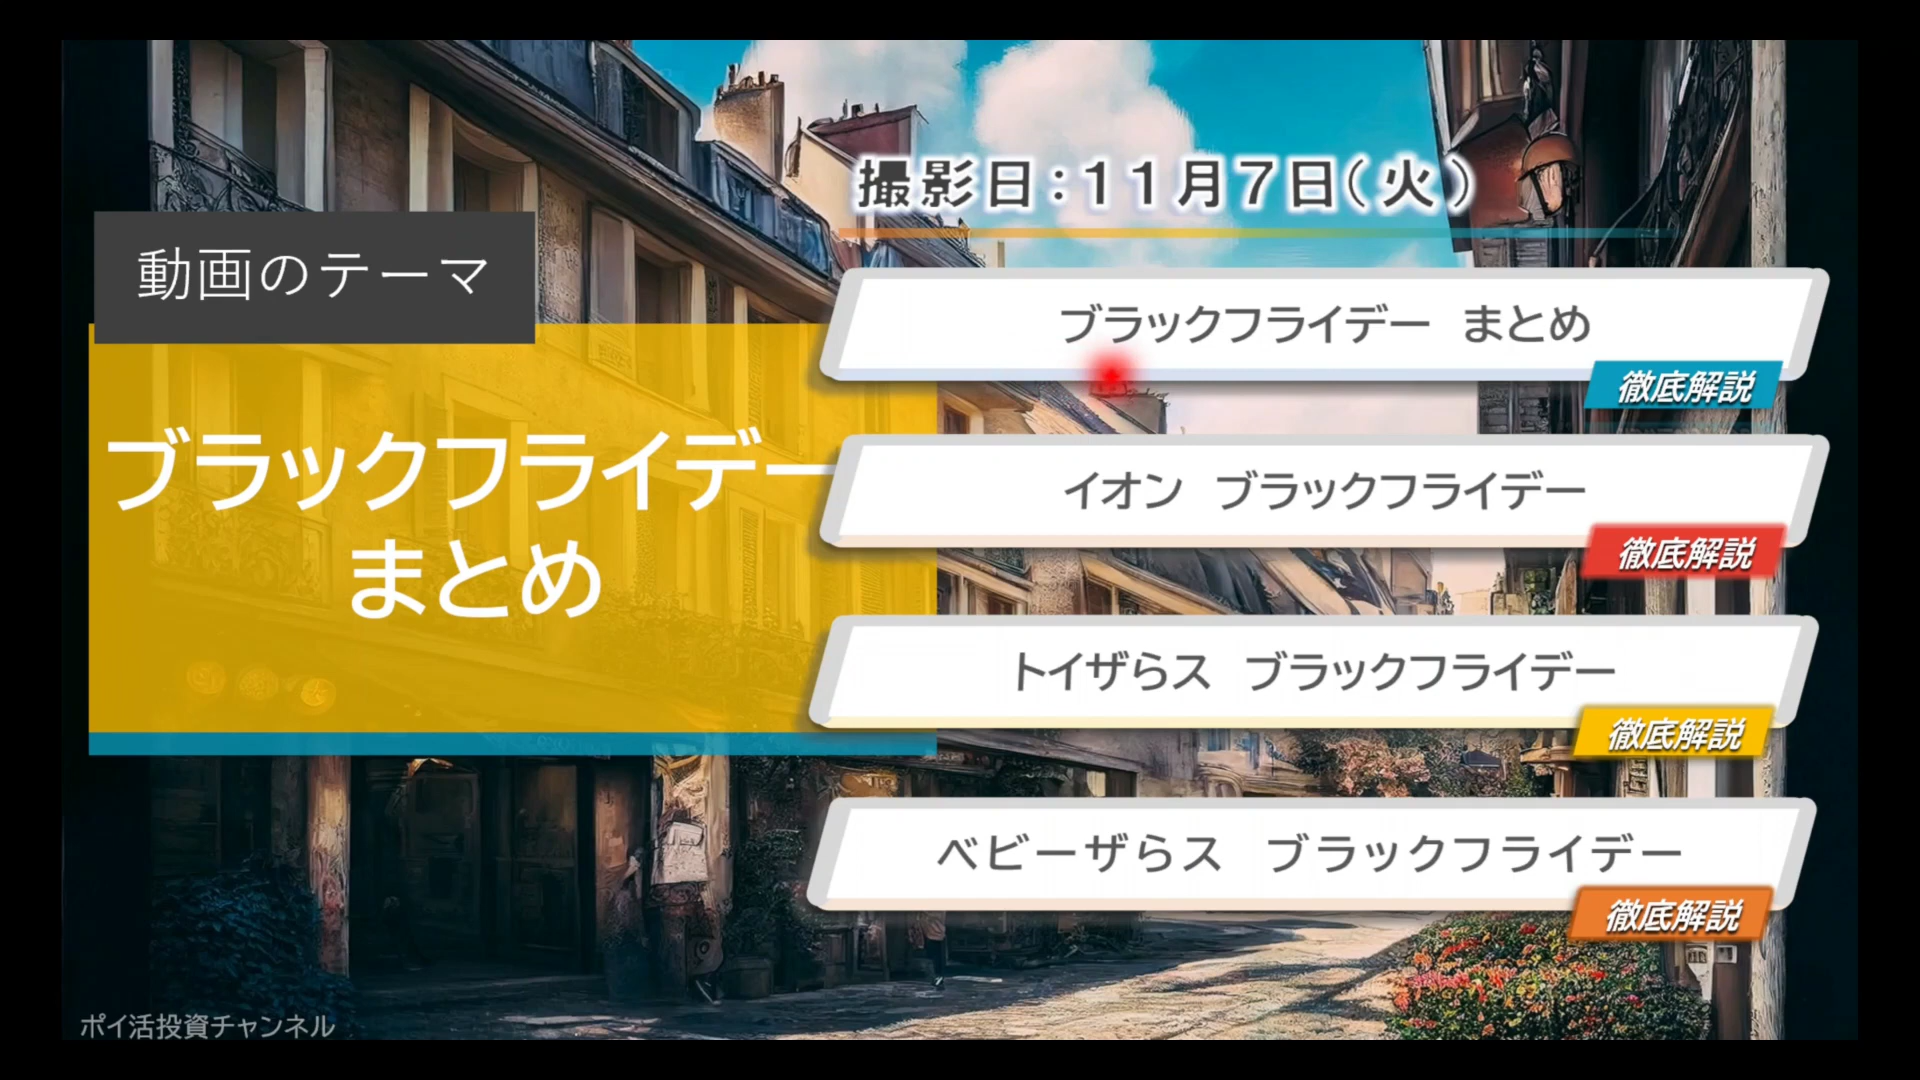 動画のテーマ
ブラックフライデー
まとめ
撮影日：11月7日（火）
ブラックフライデー　まとめ
徹底解説
イオン　ブラックフライデー
徹底解説
トイザらス　ブラックフライデー
徹底解説
ベビーザらス　ブラックフライデー
徹底解説
ポイ活投資チャンネル